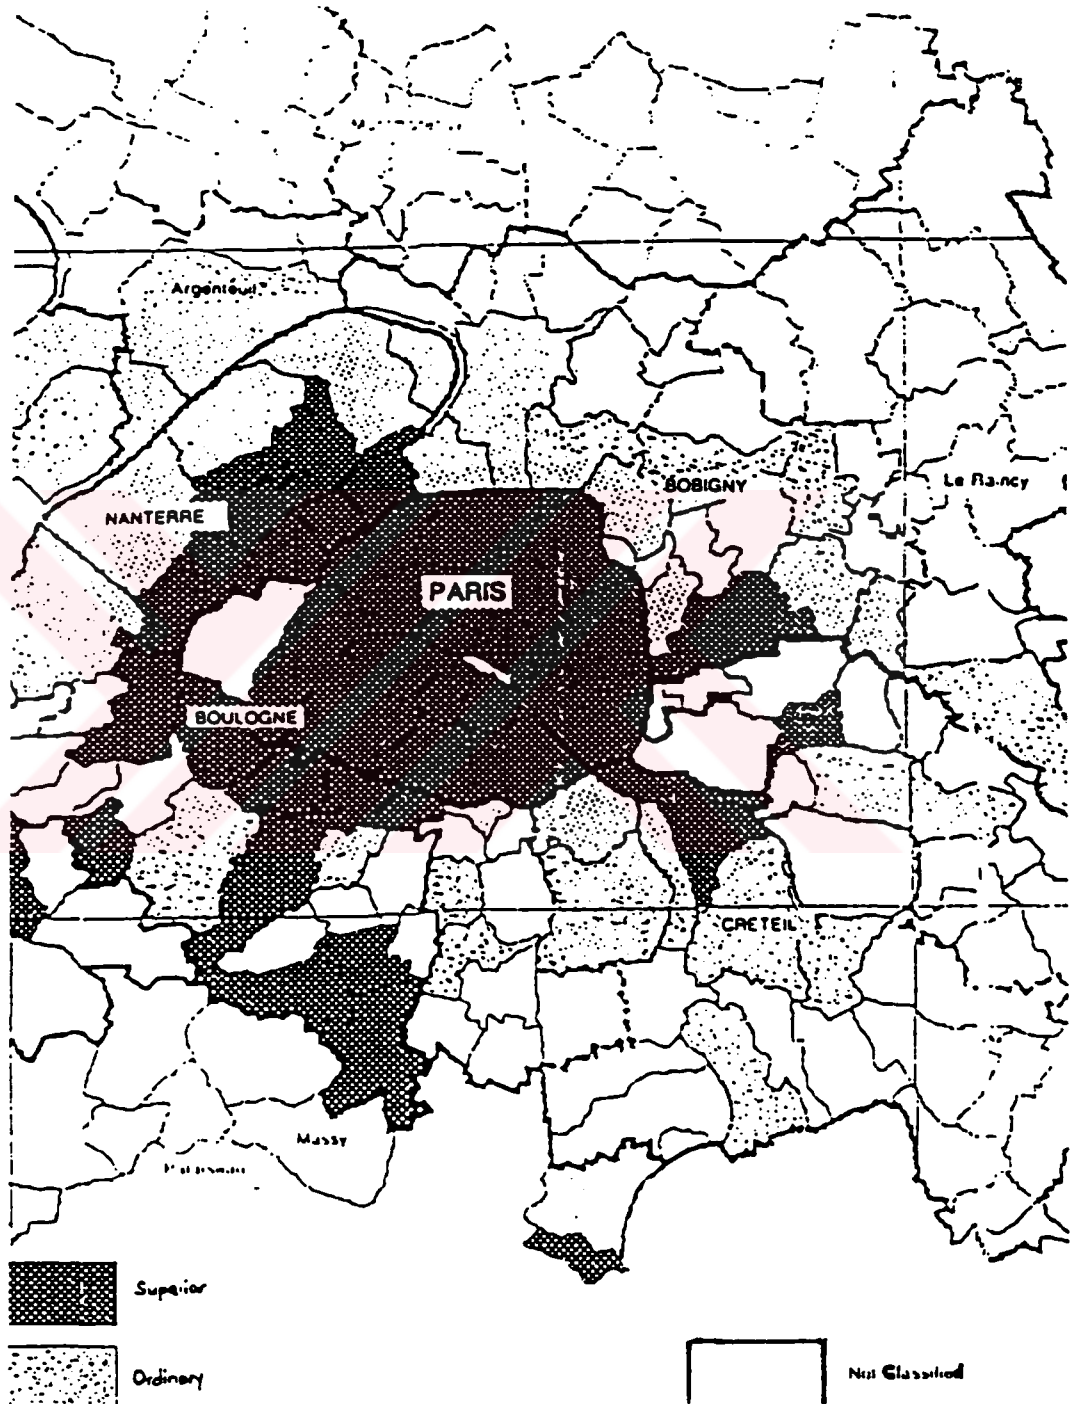 Argenteuil
BOBIGNY
Le Raincy
NANTERRE
PARIS
BOULOGNE
CRETEIL
Massy
Superior
Ordinary
Not Classified